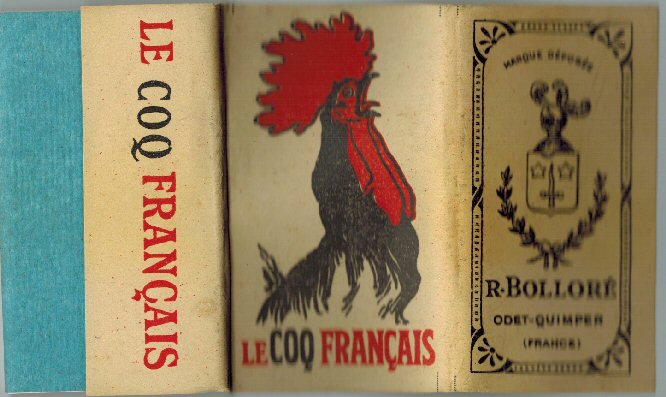 LE COQ FRANÇAIS
LE COQ FRANÇAIS
MARQUE DÉPOSÉE
R·BOLLORÉ
ODET-QUIMPER
(FRANCE)